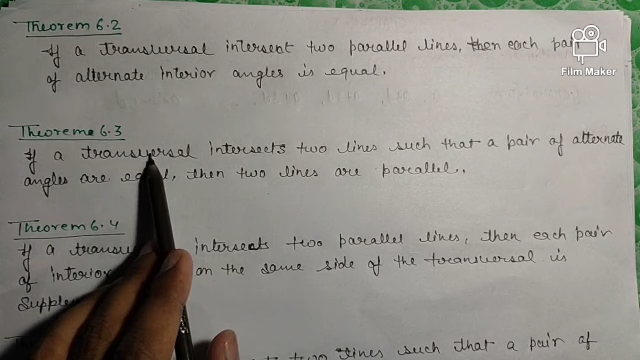 Theorem 6.2
If a transversal intersent two parallel lines, then each pair
of alternate interior angles is equal.
Film Maker
Theoreme 6.3
If a transversal intersects two lines such that a pair of alternate
angles are equal, then two lines are parallel.
Theorem 6.4
If a intersects two parallel lines, then each pair
of interior on the same side of the transversal is
two lines such that a pair of